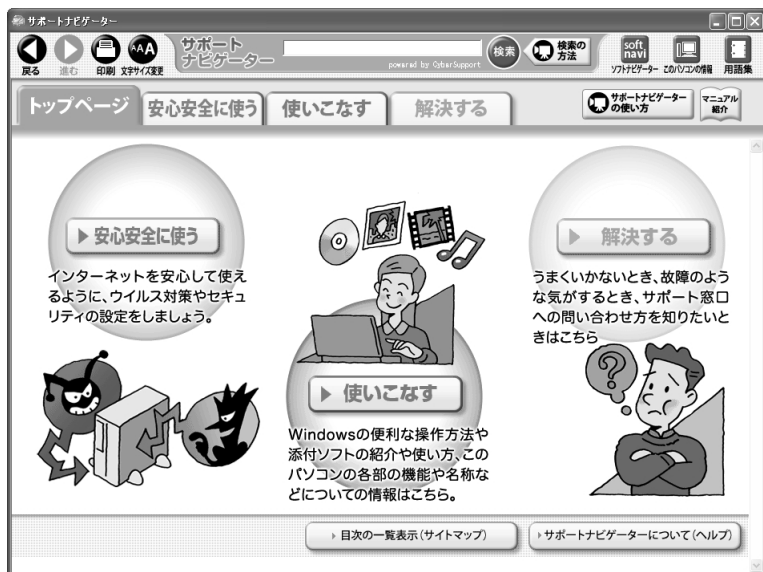 サポートナビゲーター
戻る
進む
印刷
文字サイズ変更
サポート
ナビゲーター
powered by CyberSupport
検索
検索の
方法
soft
navi
ソフトナビゲーター
このパソコンの情報
用語集
トップページ
安心安全に使う
使いこなす
解決する
サポートナビゲーター
の使い方
マニュアル
紹介
安心安全に使う
インターネットを安心して使え
るように、ウイルス対策やセキュ
リティの設定をしましょう。
使いこなす
Windowsの便利な操作方法や
添付ソフトの紹介や使い方、この
パソコンの各部の機能や名称な
どについての情報はこちら。
解決する
うまくいかないとき、故障のよう
な気がするとき、サポート窓口
への問い合わせ方を知りたいと
きはこちら
?
目次の一覧表示(サイトマップ)
サポートナビゲーターについて(ヘルプ)